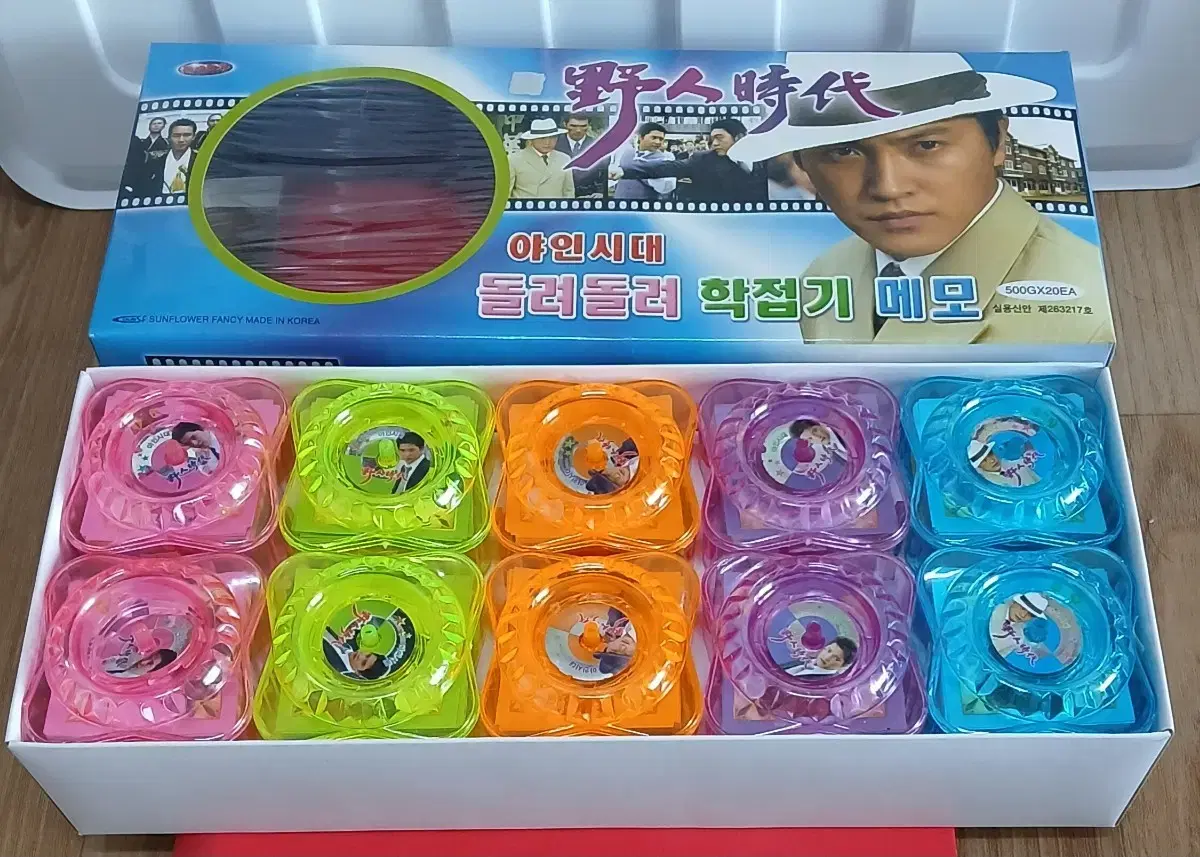 野人時代
야인시대
돌려돌려 학점기 메모
500GX20EA
실용신안 제263217호
SUNFLOWER FANCY MADE IN KOREA